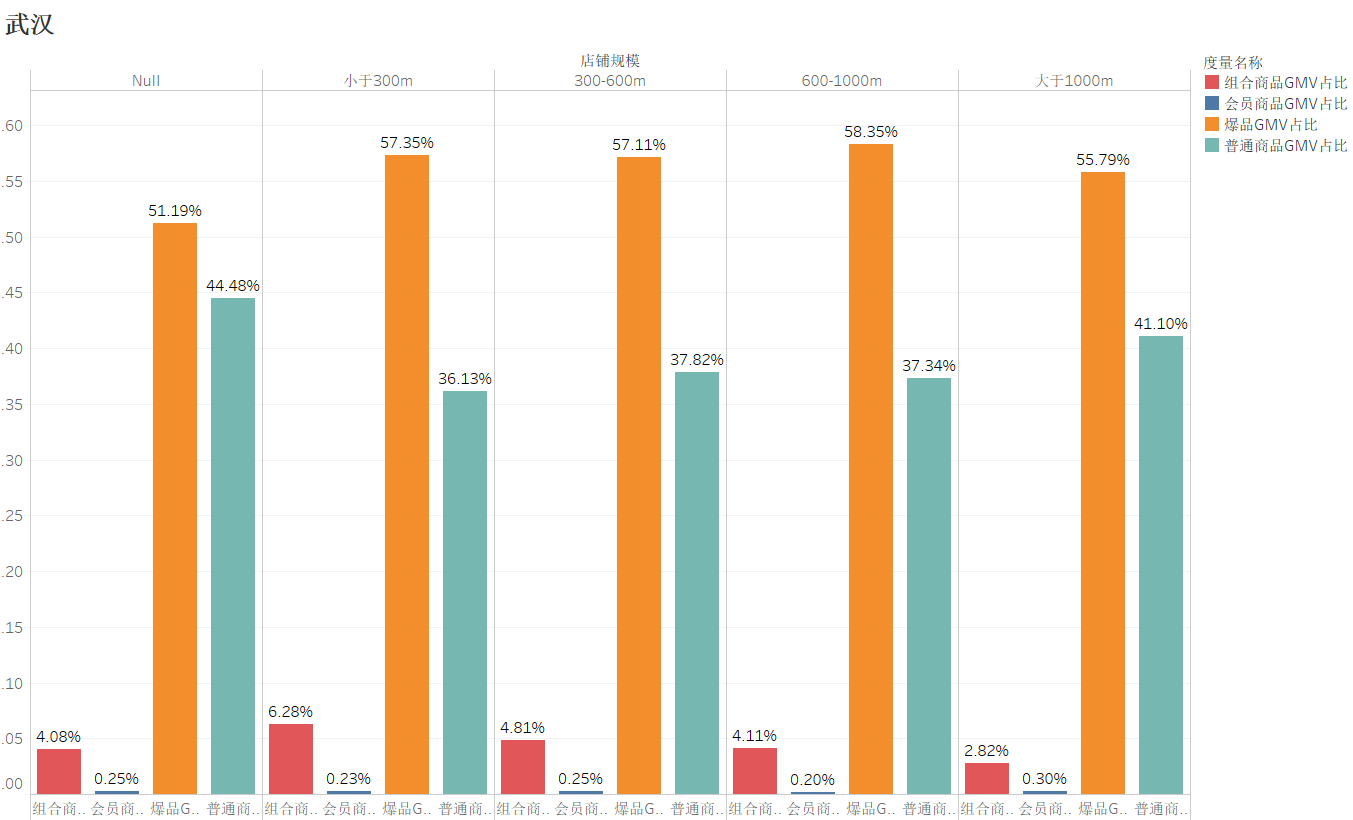 武汉
店铺规模
Null 小于300m 300-600m 600-1000m 大于1000m
度量名称
组合商品GMV占比
会员商品GMV占比
爆品GMV占比
普通商品GMV占比
.60
.55
.50
.45
.40
.35
.30
.25
.20
.15
.10
.05
.00
4.08% 0.25% 51.19% 44.48%
6.28% 0.23% 57.35% 36.13%
4.81% 0.25% 57.11% 37.82%
4.11% 0.20% 58.35% 37.34%
2.82% 0.30% 55.79% 41.10%
组合商.. 会员商.. 爆品G.. 普通商.. 组合商.. 会员商.. 爆品G.. 普通商.. 组合商.. 会员商.. 爆品G.. 普通商.. 组合商.. 会员商.. 爆品G.. 普通商.. 组合商.. 会员商.. 爆品G.. 普通商..